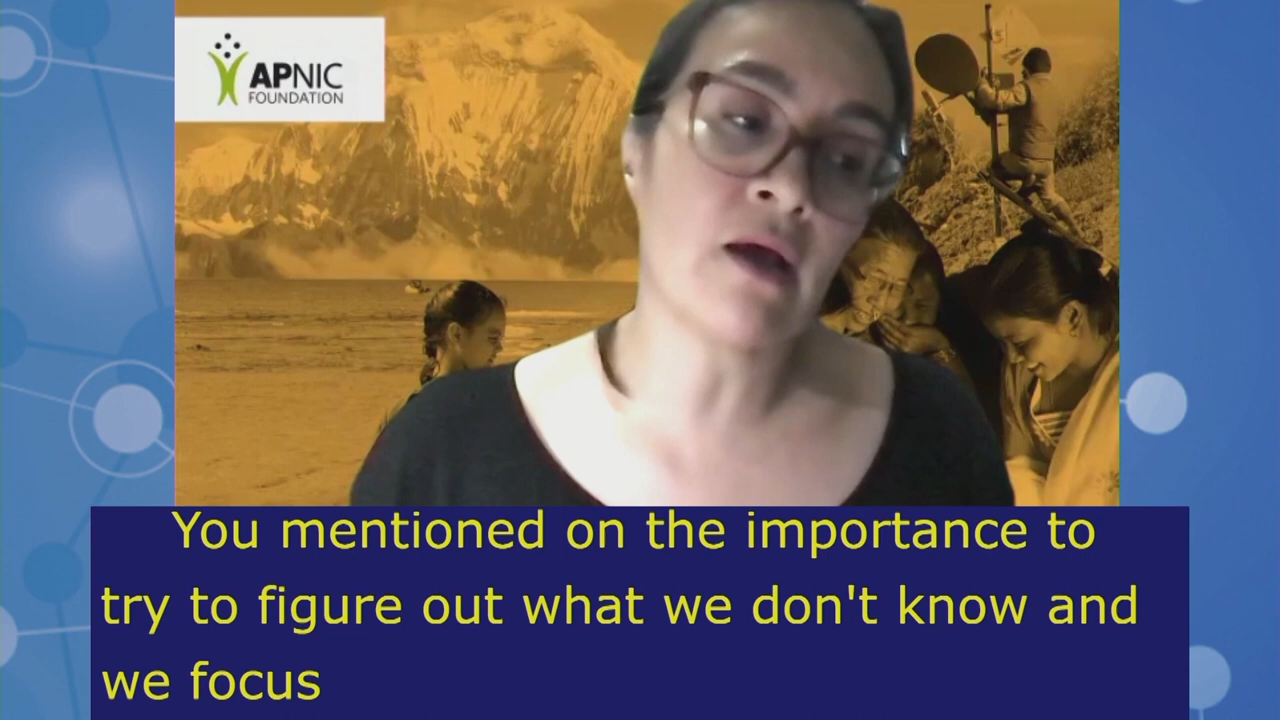 APNIC
FOUNDATION
You mentioned on the importance to
try to figure out what we don't know and
we focus